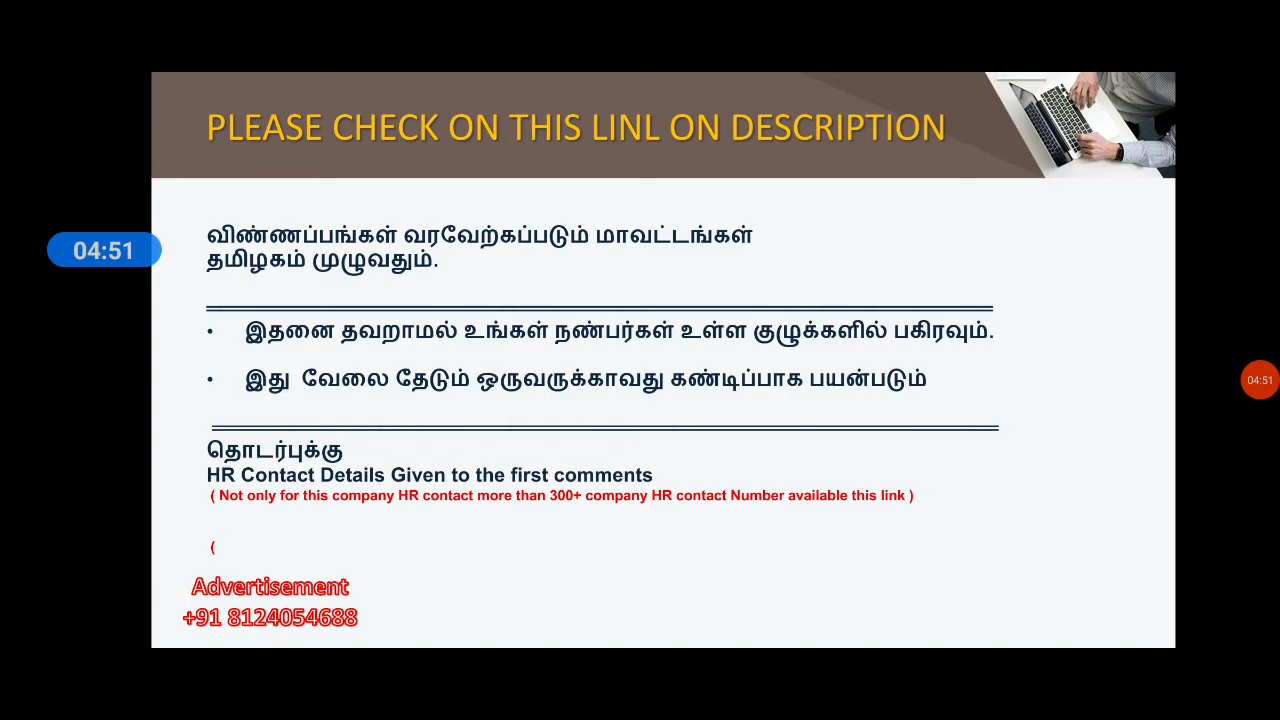 PLEASE CHECK ON THIS LINL ON DESCRIPTION
விண்ணப்பங்கள் வரவேற்கப்படும் மாவட்டங்கள்
தமிழகம் முழுவதும்.
04:51
• இதனை தவறாமல் உங்கள் நண்பர்கள் உள்ள குழுக்களில் பகிரவும்.
• இது வேலை தேடும் ஒருவருக்காவது கண்டிப்பாக பயன்படும்
04:51
தொடர்புக்கு
HR Contact Details Given to the first comments
( Not only for this company HR contact more than 300+ company HR contact Number available this link )
(
Advertisement
+91 8124054688